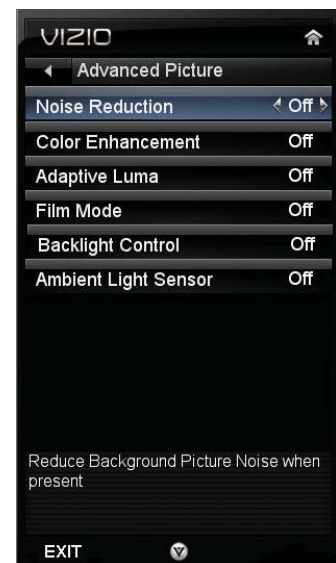 VIZIO
Advanced Picture
Noise Reduction Off
Color Enhancement Off
Adaptive Luma Off
Film Mode Off
Backlight Control Off
Ambient Light Sensor Off
Reduce Background Picture Noise when
present
EXIT V